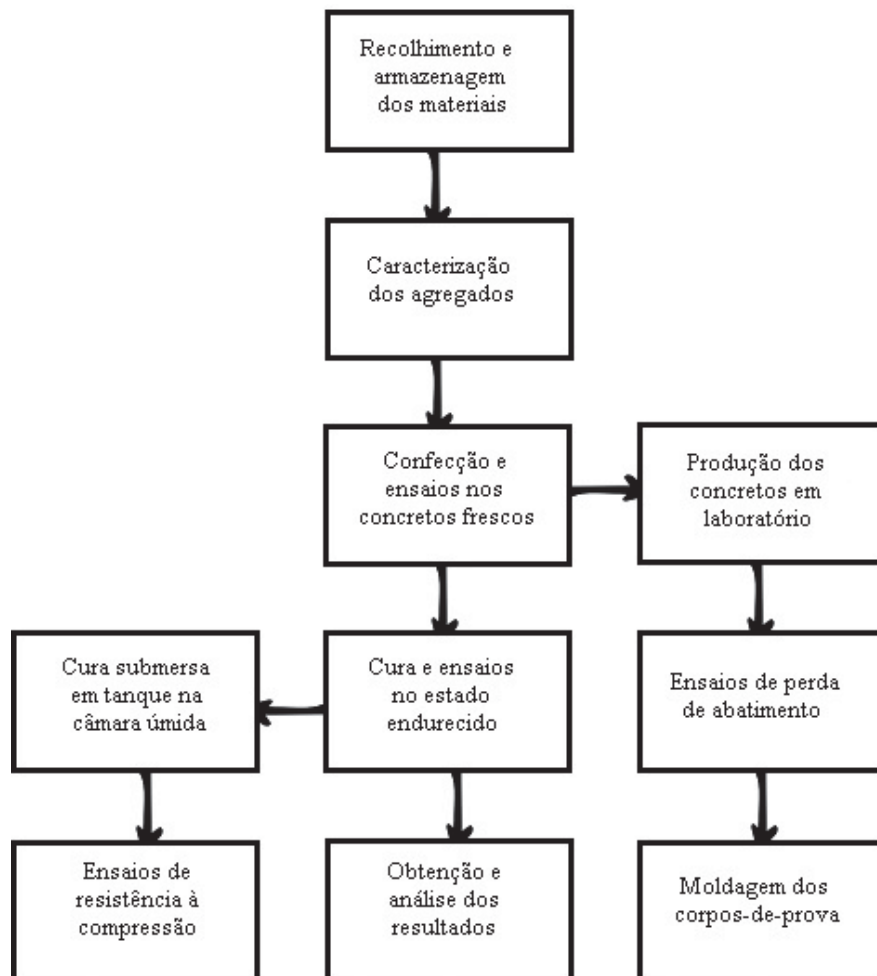 Recolhimento e
armazenagem
dos materiais
Caracterização
dos agregados
Confecção e
ensaios nos
concretos frescos
Produção dos
concretos em
laboratório
Cura submersa
em tanque na
câmara úmida
Cura e ensaios
no estado
endurecido
Ensaios de perda
de abatimento
Ensaios de
resistência à
compressão
Obtenção e
análise dos
resultados
Moldagem dos
corpos-de-prova